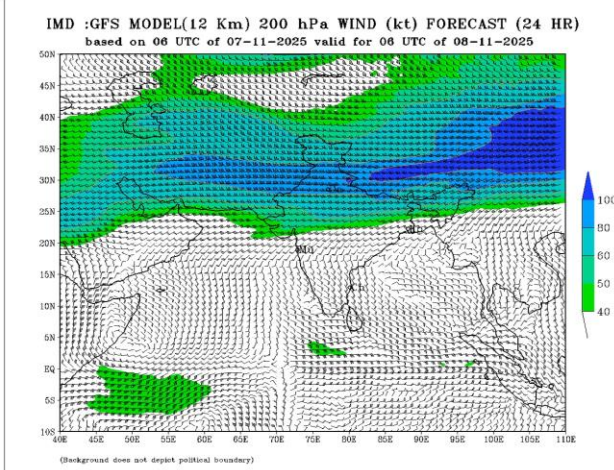 IMD :GFS MODEL(12 Km) 200 hPa WIND (kt) FORECAST (24 HR)
based on 06 UTC of 07-11-2025 valid for 06 UTC of 08-11-2025
50N
45N
40N
35N
30N
25N
20N
15N
10N
5N
EQ
5S
10S
40E 45E 50E 55E 60E 65E 70E 75E 80E 85E 90E 95E 100E 105E 110E
100
80
60
40
Mu
Ch
(Background does not depict political boundary)